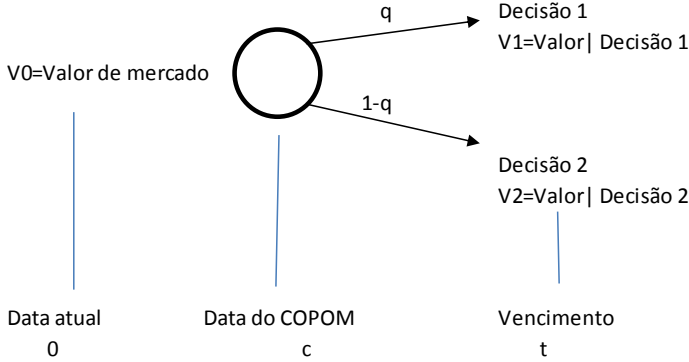 q
Decisão 1
V1=Valor| Decisão 1
V0=Valor de mercado
1-q
Decisão 2
V2=Valor| Decisão 2
Data atual
Data do COPOM
Vencimento
0
c
t